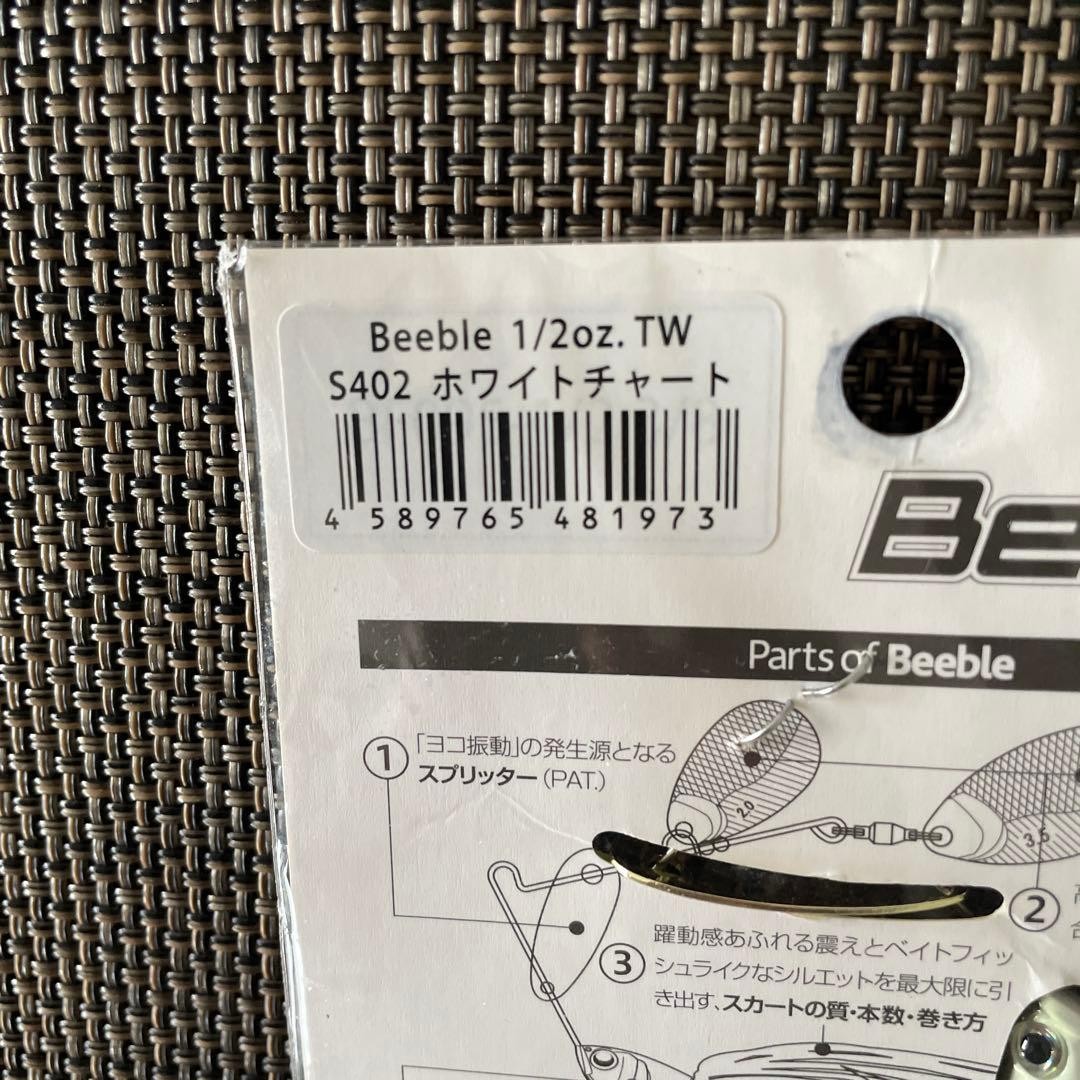 Beeble 1/2oz. TW
S402 ホワイトチャート
4 589765 481973
Be
Parts of Beeble
① 「ヨコ振動」の発生源となる
スプリッター (PAT.)
2.0
3.5
②
③ 躍動感あふれる震えとベイトフィッ
シュライクなシルエットを最大限に引
き出す、スカートの質・本数・巻き方